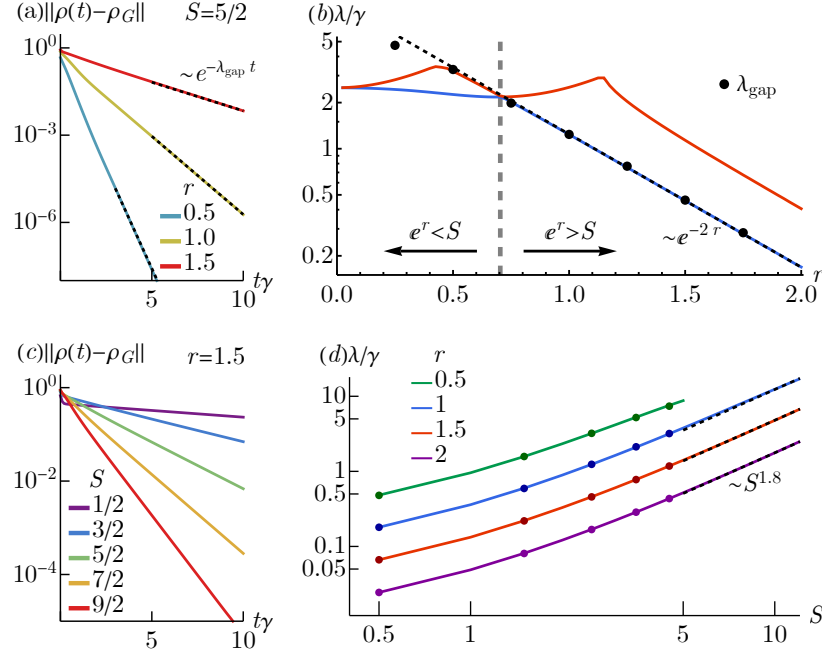 (a)||ρ(t)−ρ_G|| S=5/2
10^0
10^−3
10^−6
~e^{−λ_gap t}
r
0.5
1.0
1.5
5 10 tγ
(b)λ/γ
5
2
1
0.5
0.2
λ_gap
e^r<S e^r>S
~e^{−2 r}
0.0 0.5 1.0 1.5 2.0 r
(c)||ρ(t)−ρ_G|| r=1.5
10^0
10^−2
10^−4
S
1/2
3/2
5/2
7/2
9/2
5 10 tγ
(d)λ/γ
r
0.5
1
1.5
2
10
5
1
0.5
0.1
0.05
~S^1.8
0.5 1 5 10 S